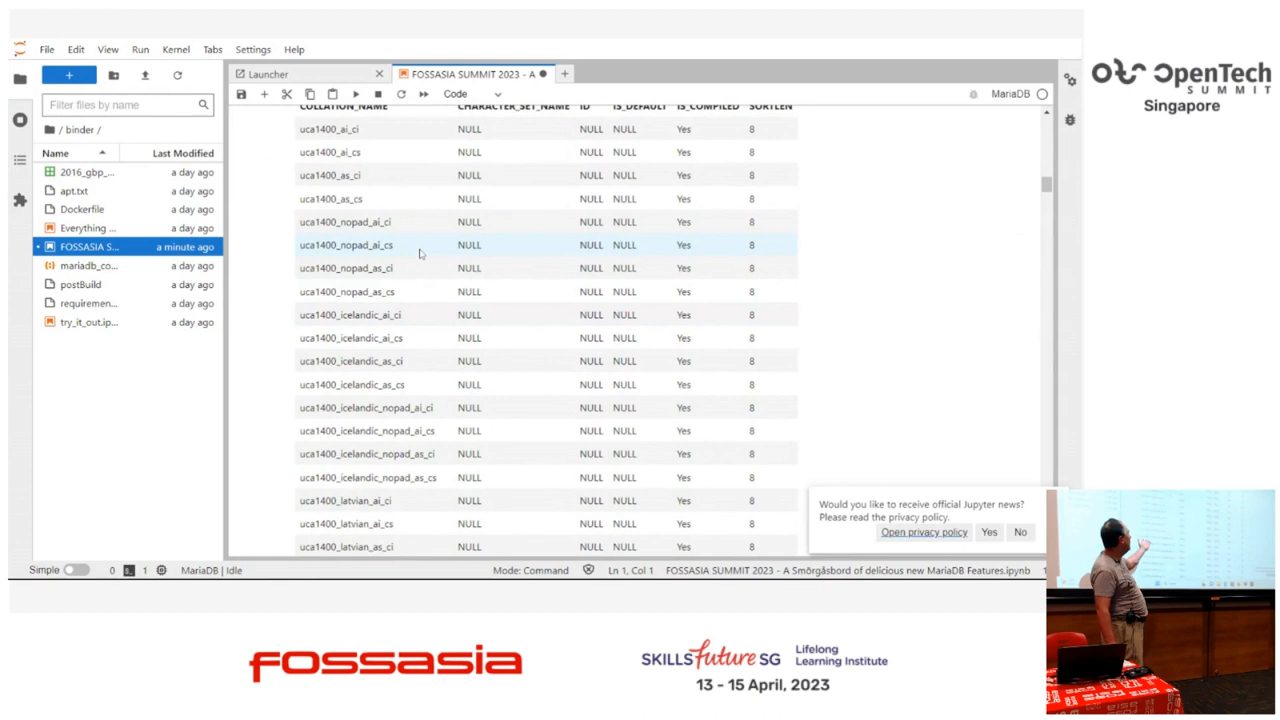 File Edit View Run Kernel Tabs Settings Help
Launcher
FOSSASIA SUMMIT 2023 - A
Filter files by name
Code
MariaDB
/ binder /
Name Last Modified
2016_gbp_... a day ago
apt.txt a day ago
Dockerfile a day ago
Everything ... a day ago
FOSSASIA S... a minute ago
mariadb_co... a day ago
postBuild a day ago
requiremen... a day ago
try_it_out.ip... a day ago
COLLATION_NAME CHARACTER_SET_NAME ID IS_DEFAULT IS_COMPILED SORTLEN
uca1400_ai_ci NULL NULL NULL Yes 8
uca1400_ai_cs NULL NULL NULL Yes 8
uca1400_as_ci NULL NULL NULL Yes 8
uca1400_as_cs NULL NULL NULL Yes 8
uca1400_nopad_ai_ci NULL NULL NULL Yes 8
uca1400_nopad_ai_cs NULL NULL NULL Yes 8
uca1400_nopad_as_ci NULL NULL NULL Yes 8
uca1400_nopad_as_cs NULL NULL NULL Yes 8
uca1400_icelandic_ai_ci NULL NULL NULL Yes 8
uca1400_icelandic_ai_cs NULL NULL NULL Yes 8
uca1400_icelandic_as_ci NULL NULL NULL Yes 8
uca1400_icelandic_as_cs NULL NULL NULL Yes 8
uca1400_icelandic_nopad_ai_ci NULL NULL NULL Yes 8
uca1400_icelandic_nopad_ai_cs NULL NULL NULL Yes 8
uca1400_icelandic_nopad_as_ci NULL NULL NULL Yes 8
uca1400_icelandic_nopad_as_cs NULL NULL NULL Yes 8
uca1400_latvian_ai_ci NULL NULL NULL Yes 8
uca1400_latvian_ai_cs NULL NULL NULL Yes 8
uca1400_latvian_as_ci NULL NULL NULL Yes 8
Would you like to receive official Jupyter news?
Please read the privacy policy.
Open privacy policy Yes No
Simple 0 1 MariaDB | Idle Mode: Command Ln 1, Col 1 FOSSASIA SUMMIT 2023 - A Smörgåsbord of delicious new MariaDB Features.ipynb 1
OpenTech
SUMMIT
Singapore
fossasia
SKILLSfuture SG
Lifelong
Learning Institute
13 - 15 April, 2023